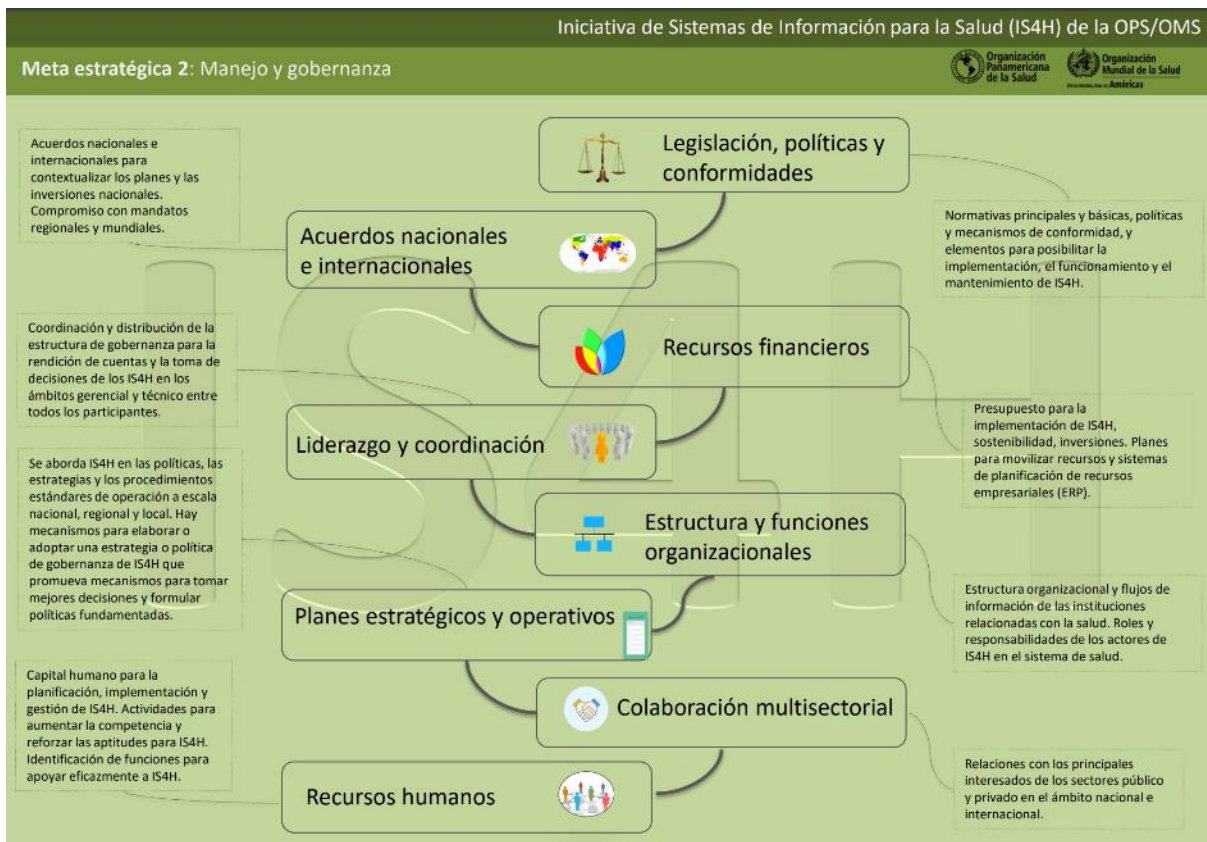 Iniciativa de Sistemas de Información para la Salud (IS4H) de la OPS/OMS
Meta estratégica 2: Manejo y gobernanza
Organización
Panamericana
de la Salud
Organización
Mundial de la Salud
Américas
Legislación, políticas y
conformidades
Normativas principales y básicas, políticas
y mecanismos de conformidad, y
elementos para posibilitar la
implementación, el funcionamiento y el
mantenimiento de IS4H.
Acuerdos nacionales e
internacionales para
contextualizar los planes y las
inversiones nacionales.
Compromiso con mandatos
regionales y mundiales.
Acuerdos nacionales
e internacionales
Recursos financieros
Presupuesto para la
implementación de IS4H,
sostenibilidad, inversiones. Planes
para movilizar recursos y sistemas
de planificación de recursos
empresariales (ERP).
Coordinación y distribución de la
estructura de gobernanza para la
rendición de cuentas y la toma de
decisiones de los IS4H en los
ámbitos gerencial y técnico entre
todos los participantes.
Liderazgo y coordinación
Estructura y funciones
organizacionales
Estructura organizacional y flujos de
información de las instituciones
relacionadas con la salud. Roles y
responsabilidades de los actores de
IS4H en el sistema de salud.
Se aborda IS4H en las políticas, las
estrategias y los procedimientos
estándares de operación a escala
nacional, regional y local. Hay
mecanismos para elaborar o
adoptar una estrategia o política
de gobernanza de IS4H que
promueva mecanismos para tomar
mejores decisiones y formular
políticas fundamentadas.
Planes estratégicos y operativos
Colaboración multisectorial
Relaciones con los principales
interesados de los sectores público
y privado en el ámbito nacional e
internacional.
Capital humano para la
planificación, implementación y
gestión de IS4H. Actividades para
aumentar la competencia y
reforzar las aptitudes para IS4H.
Identificación de funciones para
apoyar eficazmente a IS4H.
Recursos humanos
IS4H